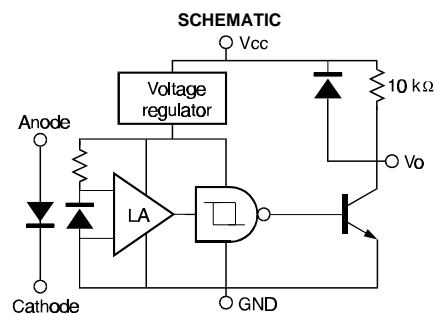 SCHEMATIC
Vcc
Voltage
regulator
10 kΩ
Anode
Vo
LA
Cathode
GND